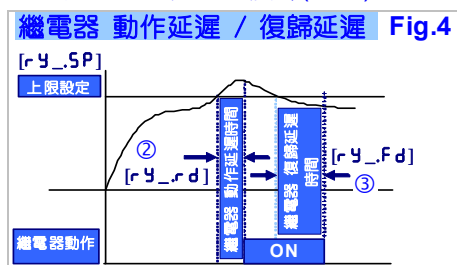 繼電器 動作延遲 / 復歸延遲 Fig.4
[rY_.SP]
上限設定
②
[rY_.rd]
繼電器 動作延遲時間
繼電器 復歸延遲
時間
[rY_.Fd]
③
繼電器動作
ON